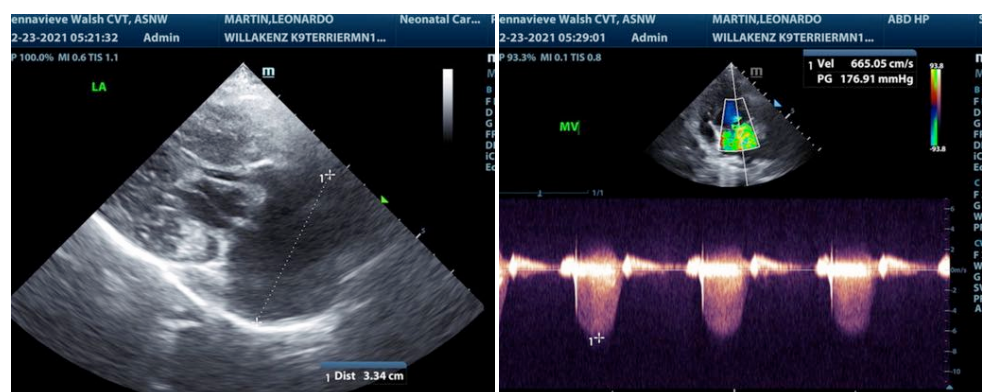 ennavieve Walsh CVT, ASNW MARTIN,LEONARDO Neonatal Car...
2-23-2021 05:21:32 Admin WILLAKENZ K9TERRIERMN1...
P 100.0% MI 0.6 TIS 1.1
LA
m
1
5
1 Dist 3.34 cm
ennavieve Walsh CVT, ASNW MARTIN,LEONARDO ABD HP
2-23-2021 05:29:01 Admin WILLAKENZ K9TERRIERMN1...
P 93.3% MI 0.1 TIS 0.8
1 Vel 665.05 cm/s
PG 176.91 mmHg
93.8
m
MV
-93.8
1/1
0m/s
1